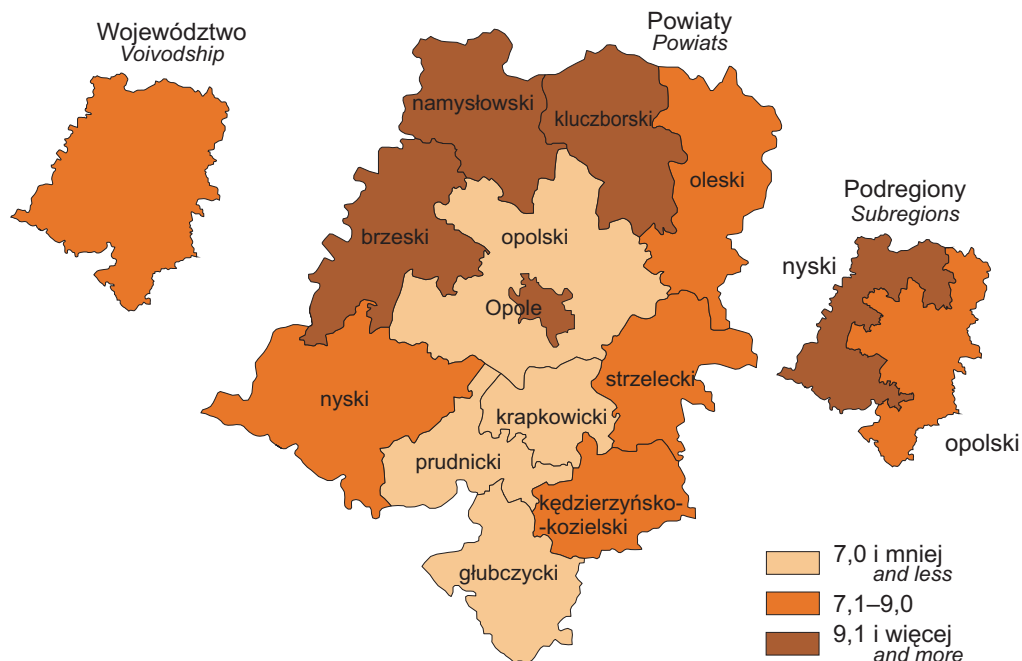 Województwo
Voivodship
Powiaty
Powiats
namysłowski
kluczborski
oleski
brzeski
opolski
Opole
nyski
strzelecki
krapkowicki
prudnicki
kędzierzyńsko-
-kozielski
głubczycki
Podregiony
Subregions
nyski
opolski
7,0 i mniej
and less
7,1–9,0
9,1 i więcej
and more